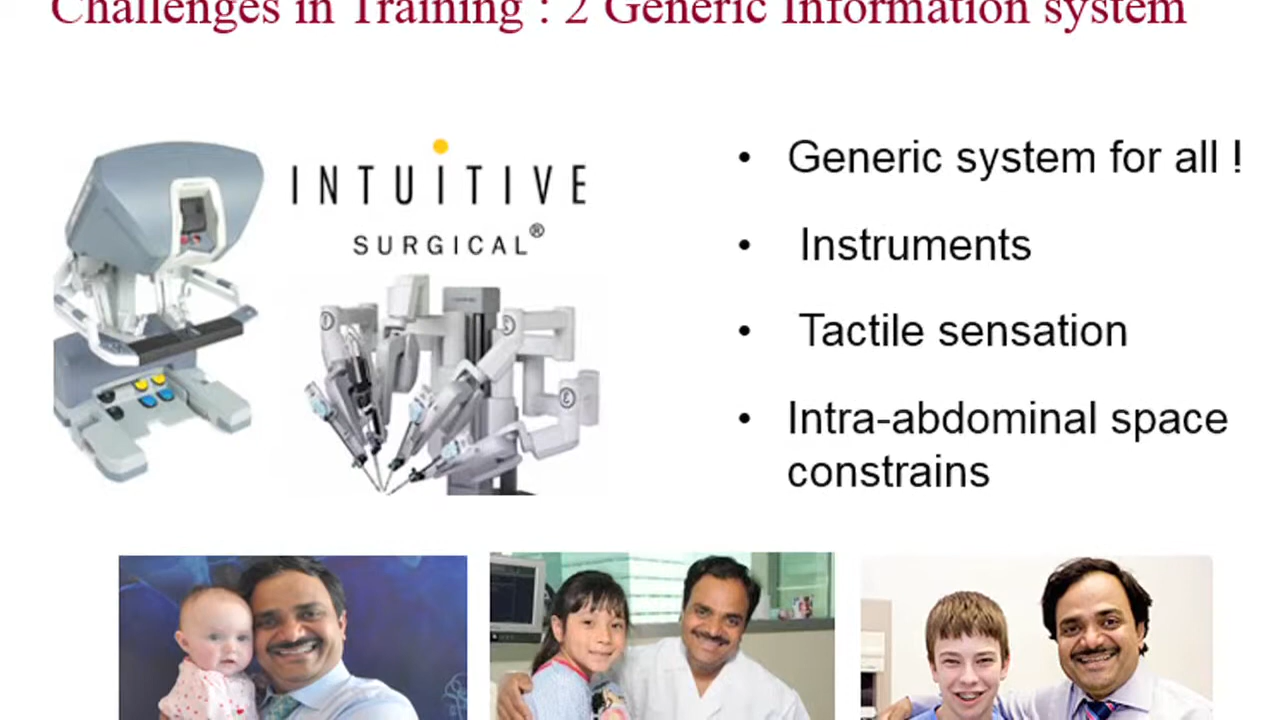 Challenges in Training : 2 Generic Information system
INTUITIVE
SURGICAL®
• Generic system for all !
• Instruments
• Tactile sensation
• Intra-abdominal space
constrains